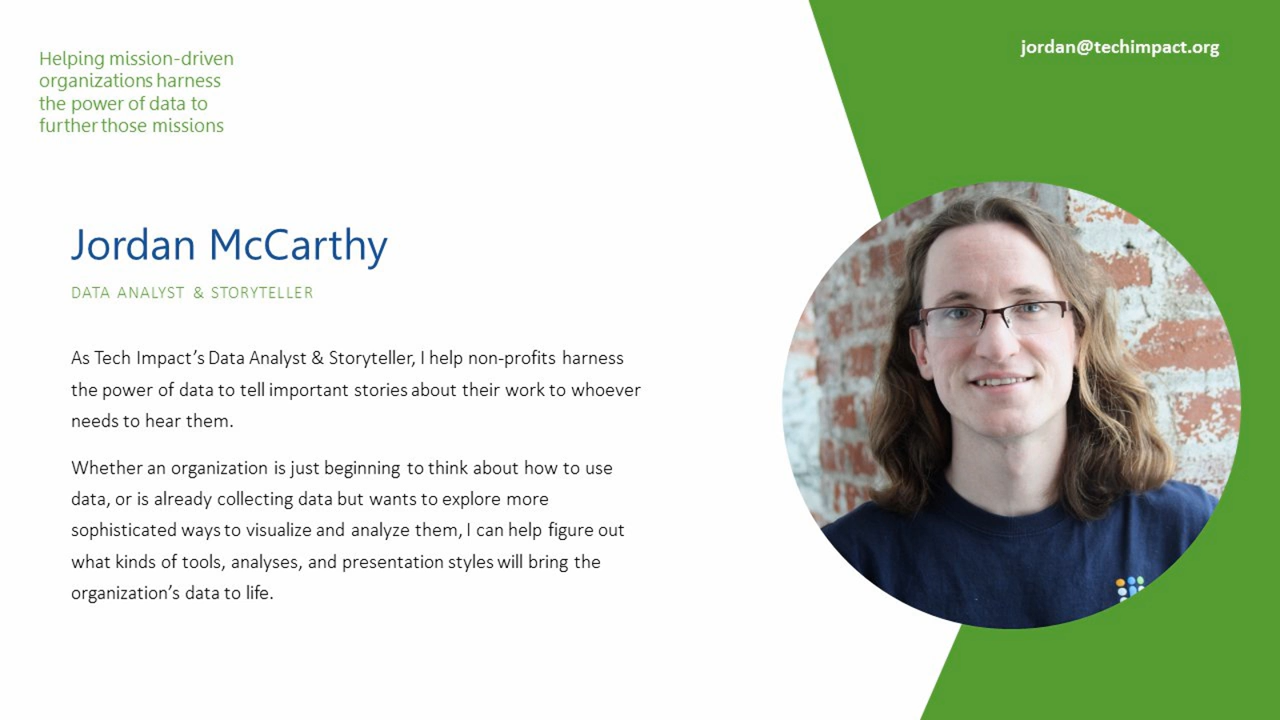 Helping mission-driven
organizations harness
the power of data to
further those missions
jordan@techimpact.org
Jordan McCarthy
DATA ANALYST & STORYTELLER
As Tech Impact’s Data Analyst & Storyteller, I help non-profits harness
the power of data to tell important stories about their work to whoever
needs to hear them.
Whether an organization is just beginning to think about how to use
data, or is already collecting data but wants to explore more
sophisticated ways to visualize and analyze them, I can help figure out
what kinds of tools, analyses, and presentation styles will bring the
organization’s data to life.